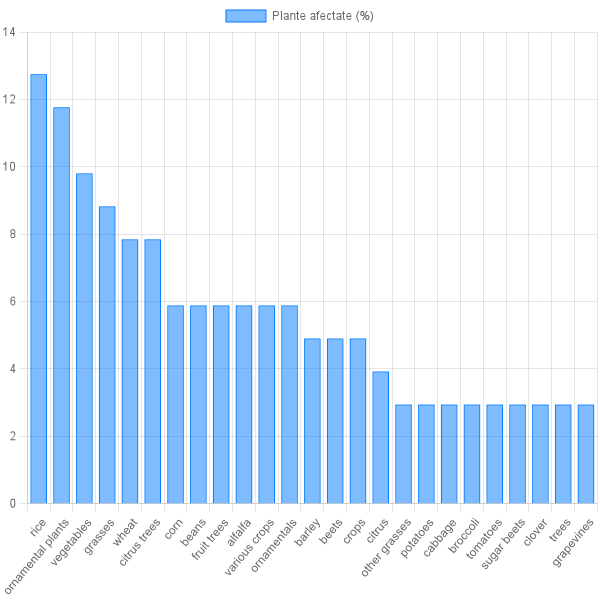 Plante afectate (%)
14
12
10
8
6
4
2
0
rice
ornamental plants
vegetables
grasses
wheat
citrus trees
corn
beans
fruit trees
alfalfa
various crops
ornamentals
barley
beets
crops
citrus
other grasses
potatoes
cabbage
broccoli
tomatoes
sugar beets
clover
trees
grapevines